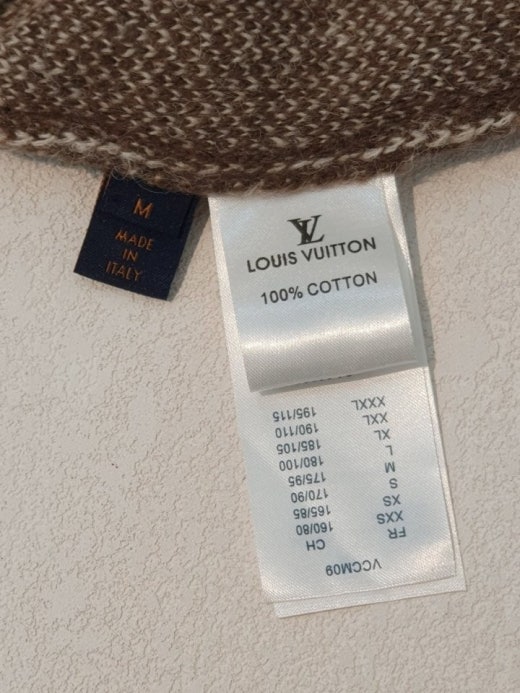 M
MADE
IN
ITALY
LV
LOUIS VUITTON
100% COTTON
VCCM09
FR CH
XXS 160/80
XS 165/85
S 170/90
M 175/95
L 180/100
XL 185/105
XXL 190/110
XXXL 195/115